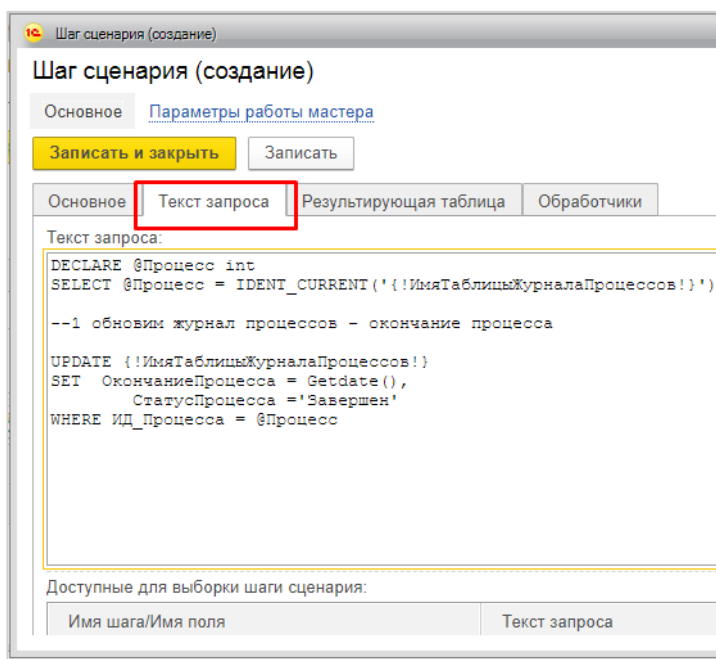 1С Шаг сценария (создание)
Шаг сценария (создание)
Основное Параметры работы мастера
Записать и закрыть Записать
Основное Текст запроса Результирующая таблица Обработчики
Текст запроса:
DECLARE @Процесс int
SELECT @Процесс = IDENT_CURRENT('{!ИмяТаблицыЖурналаПроцессов!}')
--1 обновим журнал процессов - окончание процесса
UPDATE {!ИмяТаблицыЖурналаПроцессов!}
SET ОкончаниеПроцесса = Getdate(),
СтатусПроцесса ='Завершен'
WHERE ИД_Процесса = @Процесс
Доступные для выборки шаги сценария:
Имя шага/Имя поля Текст запроса